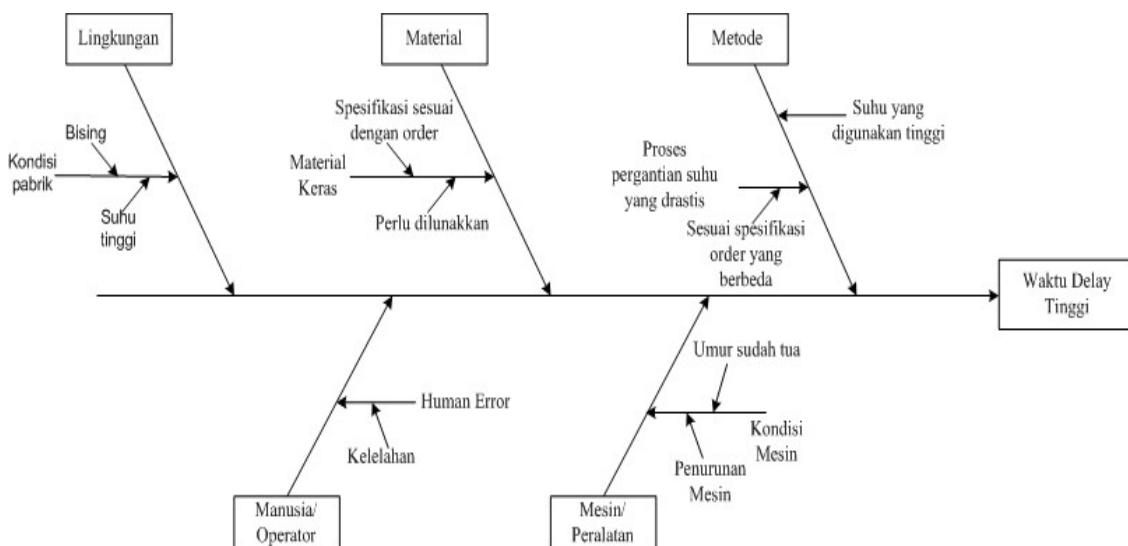 Lingkungan
Material
Metode
Bising
Kondisi
pabrik
Suhu
tinggi
Spesifikasi sesuai
dengan order
Material
Keras
Perlu dilunakkan
Suhu yang
digunakan tinggi
Proses
pergantian suhu
yang drastis
Sesuai spesifikasi
order yang
berbeda
Waktu Delay
Tinggi
Human Error
Kelelahan
Umur sudah tua
Kondisi
Mesin
Penurunan
Mesin
Manusia/
Operator
Mesin/
Peralatan